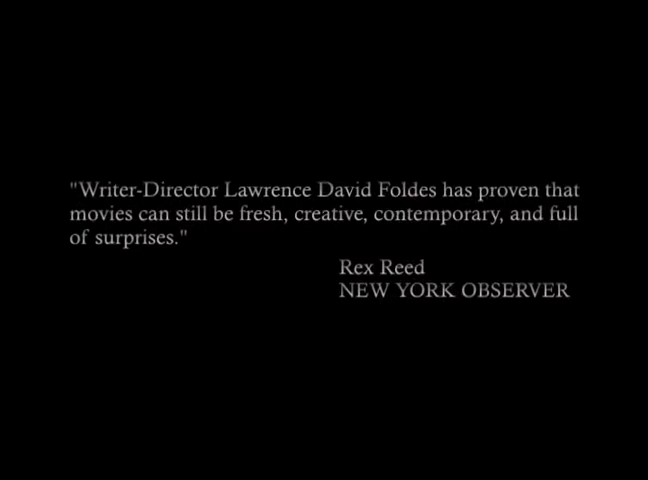 "Writer-Director Lawrence David Foldes has proven that
movies can still be fresh, creative, contemporary, and full
of surprises."
Rex Reed
NEW YORK OBSERVER